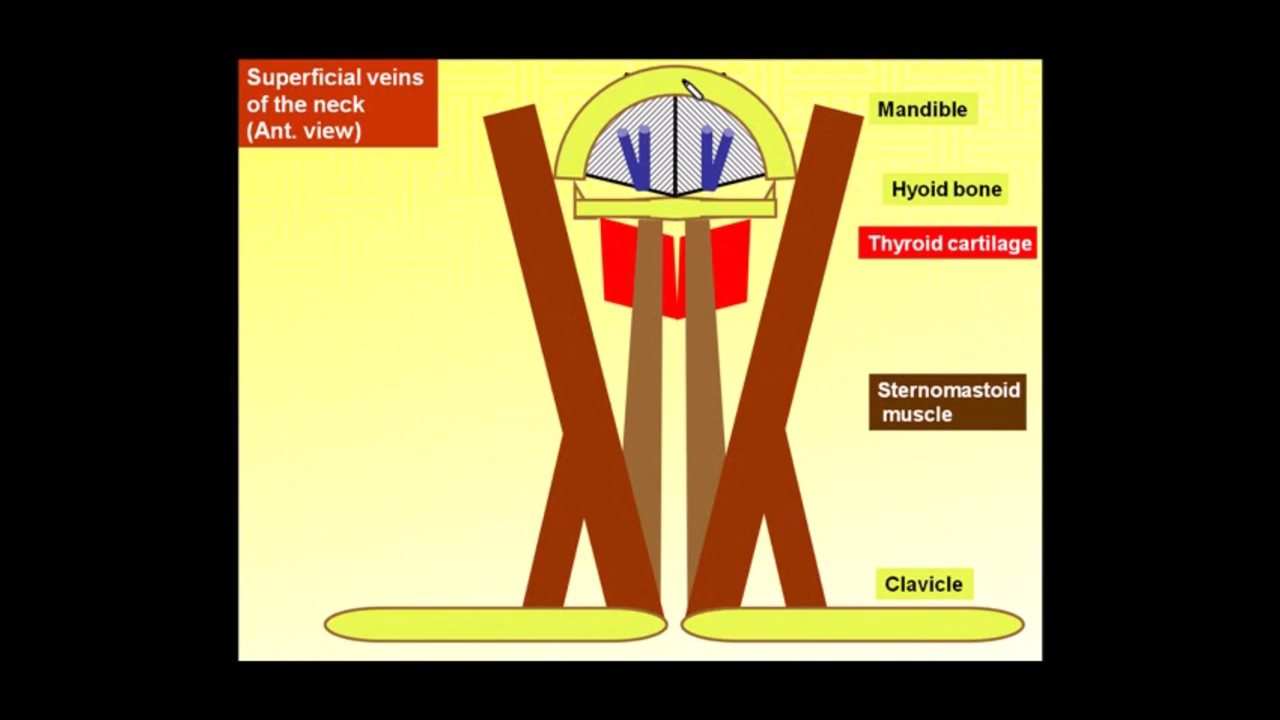 Superficial veins
of the neck
(Ant. view)
Mandible
Hyoid bone
Thyroid cartilage
Sternomastoid
muscle
Clavicle